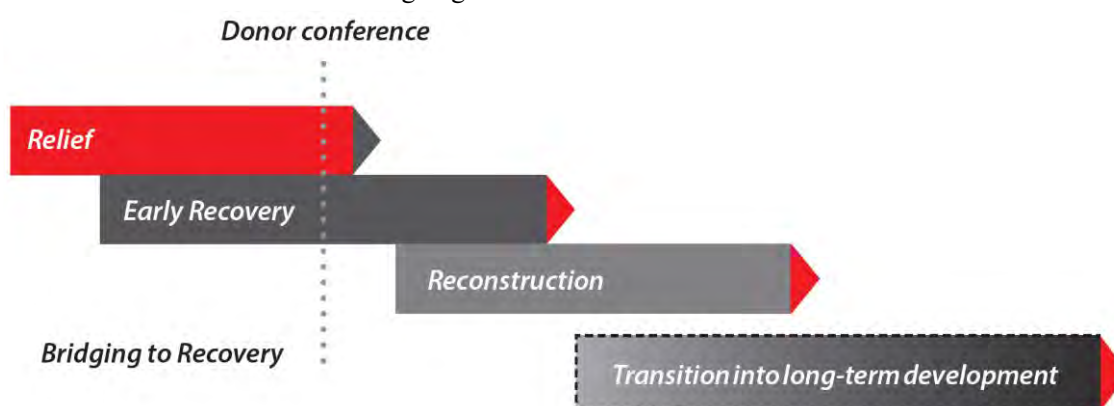 Donor conference
Relief
Early Recovery
Reconstruction
Bridging to Recovery
Transition into long-term development